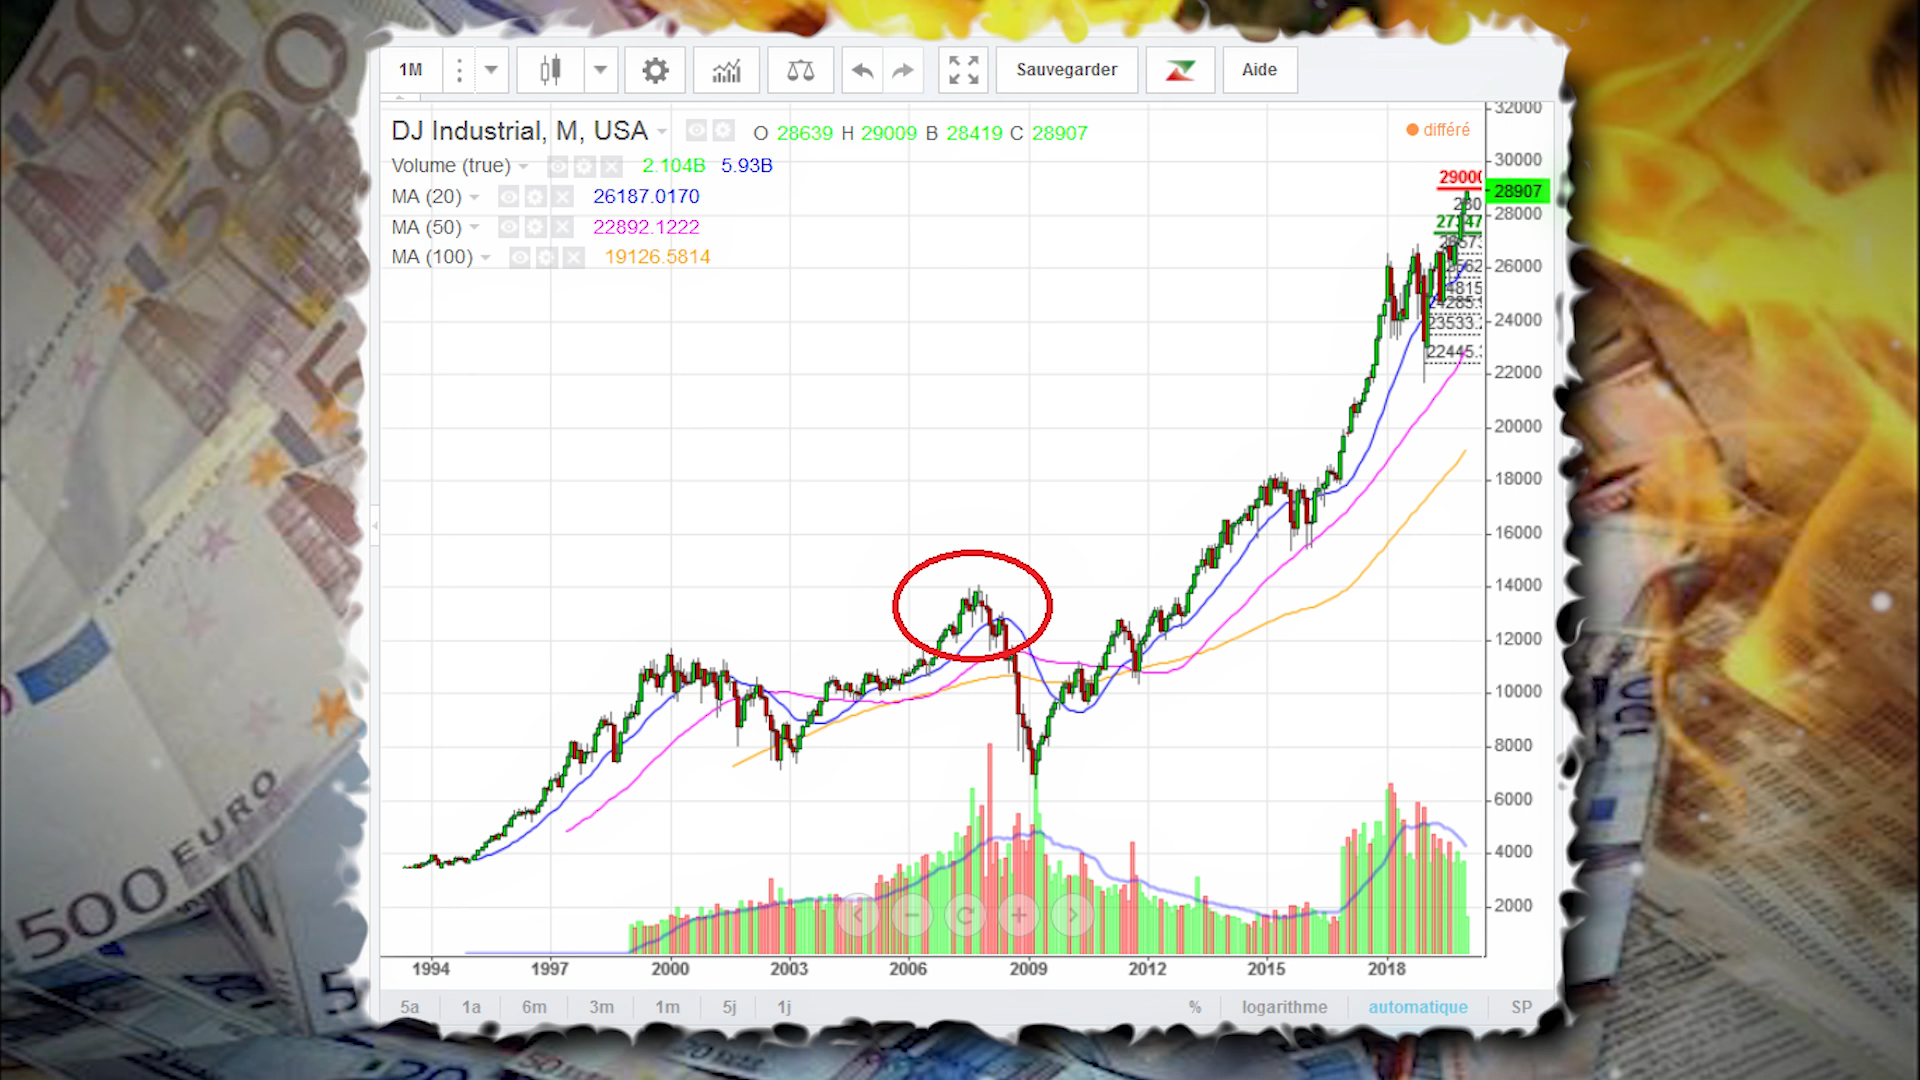 1M Sauvegarder Aide
DJ Industrial, M, USA O 28639 H 29009 B 28419 C 28907
différé
Volume (true) 2.104B 5.93B
MA (20) 26187.0170
MA (50) 22892.1222
MA (100) 19126.5814
32000
30000
28907
28000
26000
24000
23533.
22445.
22000
20000
18000
16000
14000
12000
10000
8000
6000
4000
2000
1994 1997 2000 2003 2006 2009 2012 2015 2018
5a 1a 6m 3m 1m 5j 1j % logarithme automatique SP
500 EURO